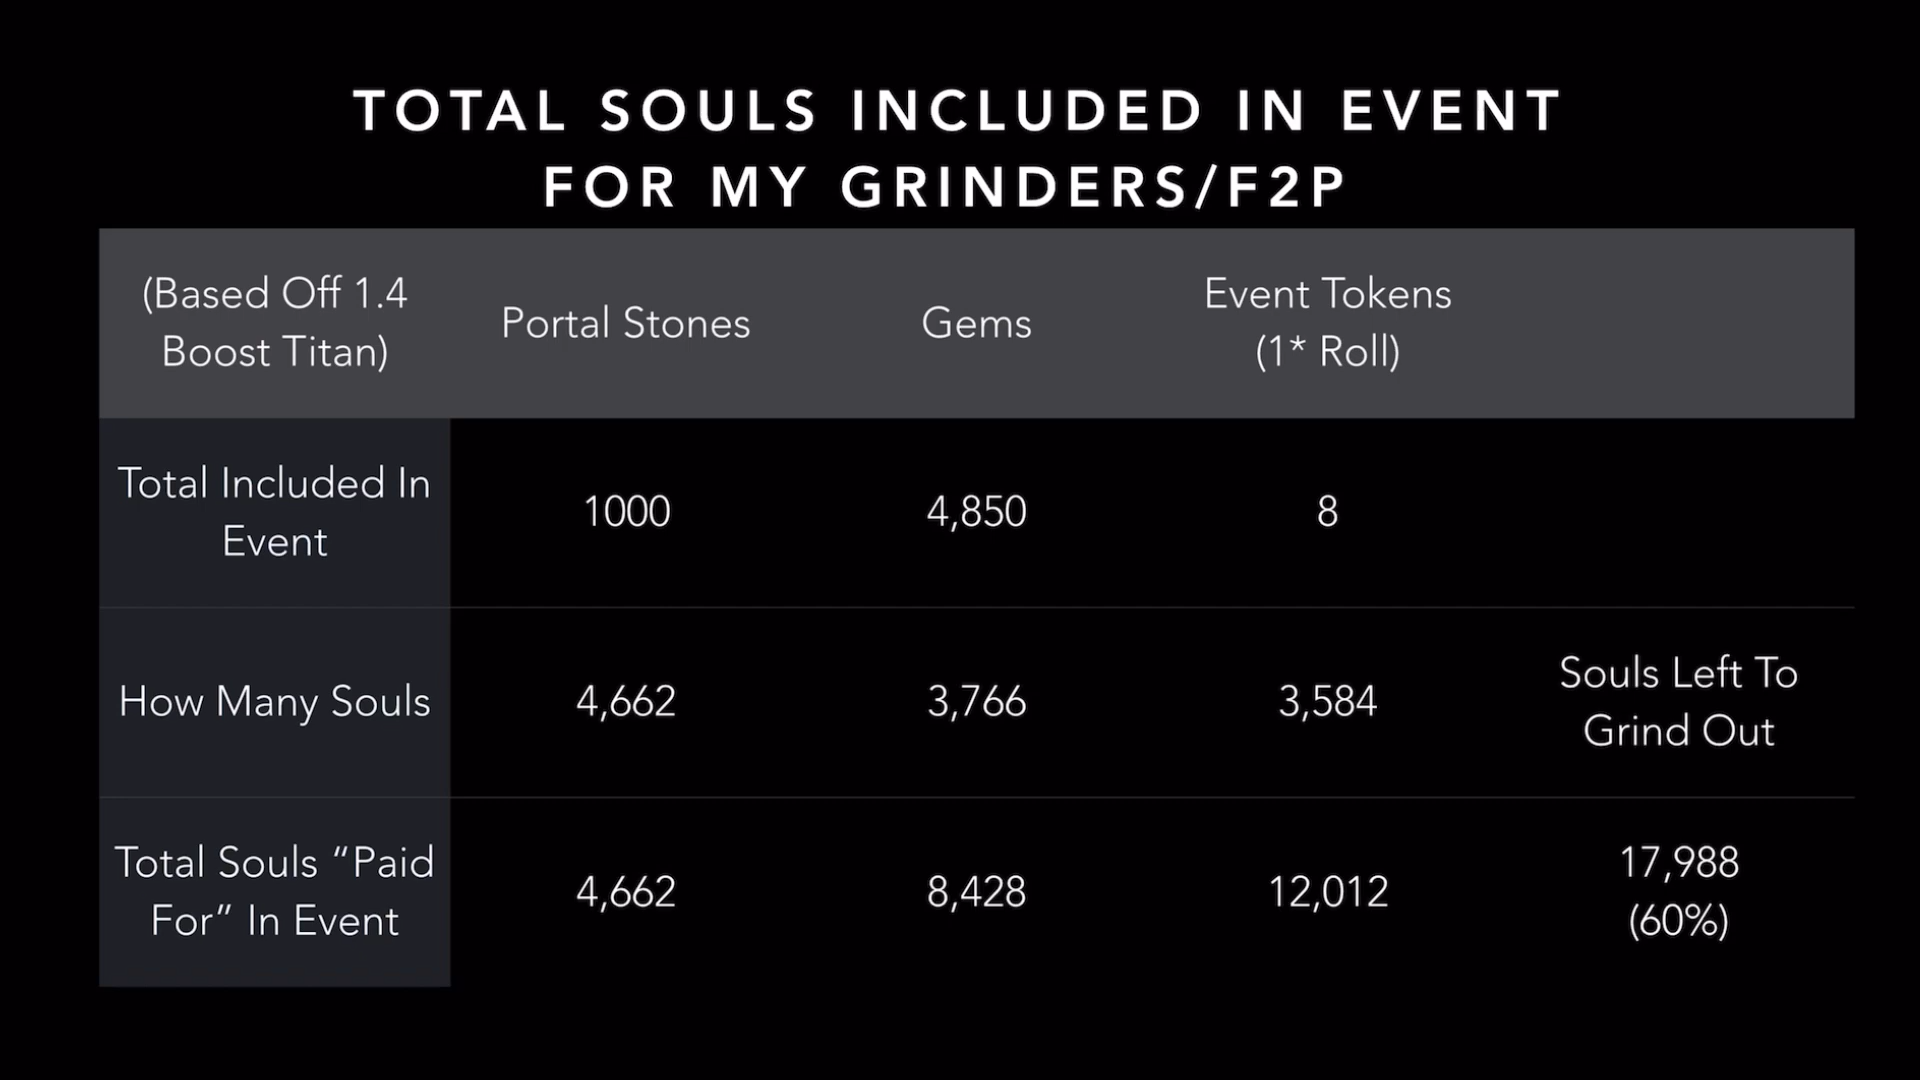 TOTAL SOULS INCLUDED IN EVENT
FOR MY GRINDERS/F2P
(Based Off 1.4
Boost Titan)
Portal Stones
Gems
Event Tokens
(1* Roll)
Total Included In
Event
1000
4,850
8
How Many Souls
4,662
3,766
3,584
Souls Left To
Grind Out
Total Souls “Paid
For” In Event
4,662
8,428
12,012
17,988
(60%)